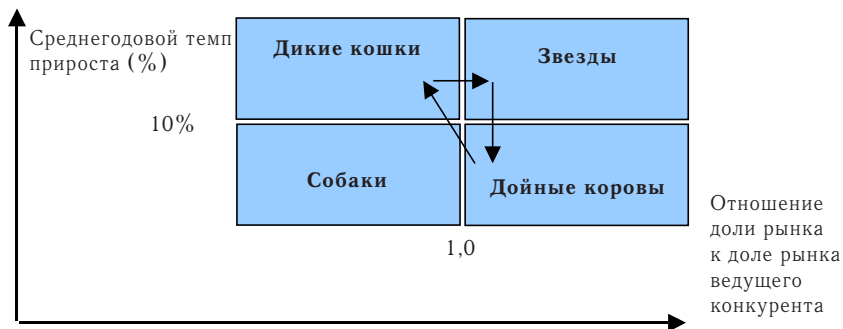 Среднегодовой темп
прироста (%)
Дикие кошки
Звезды
10%
Собаки
Дойные коровы
1,0
Отношение
доли рынка
к доле рынка
ведущего
конкурента